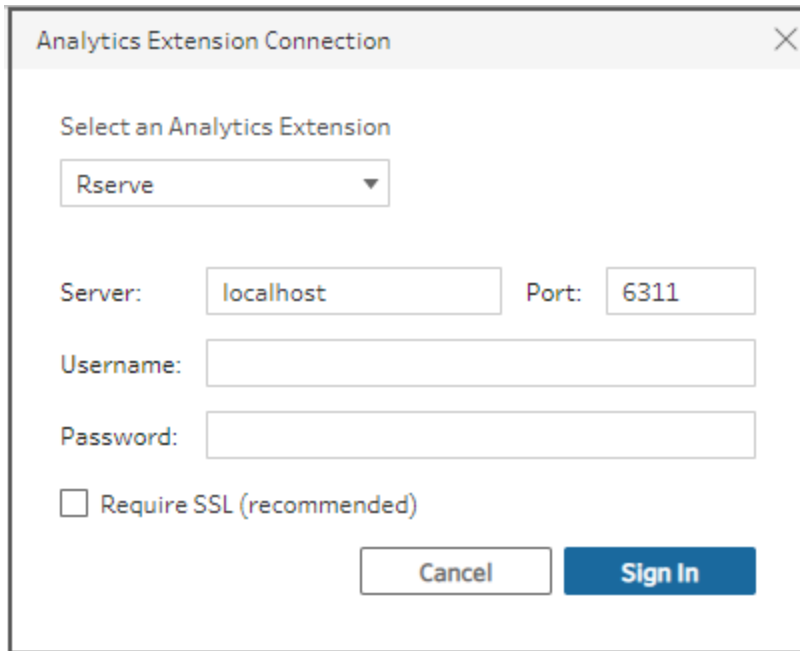 Analytics Extension Connection
Select an Analytics Extension
Rserve
Server: localhost Port: 6311
Username:
Password:
Require SSL (recommended)
Cancel Sign In